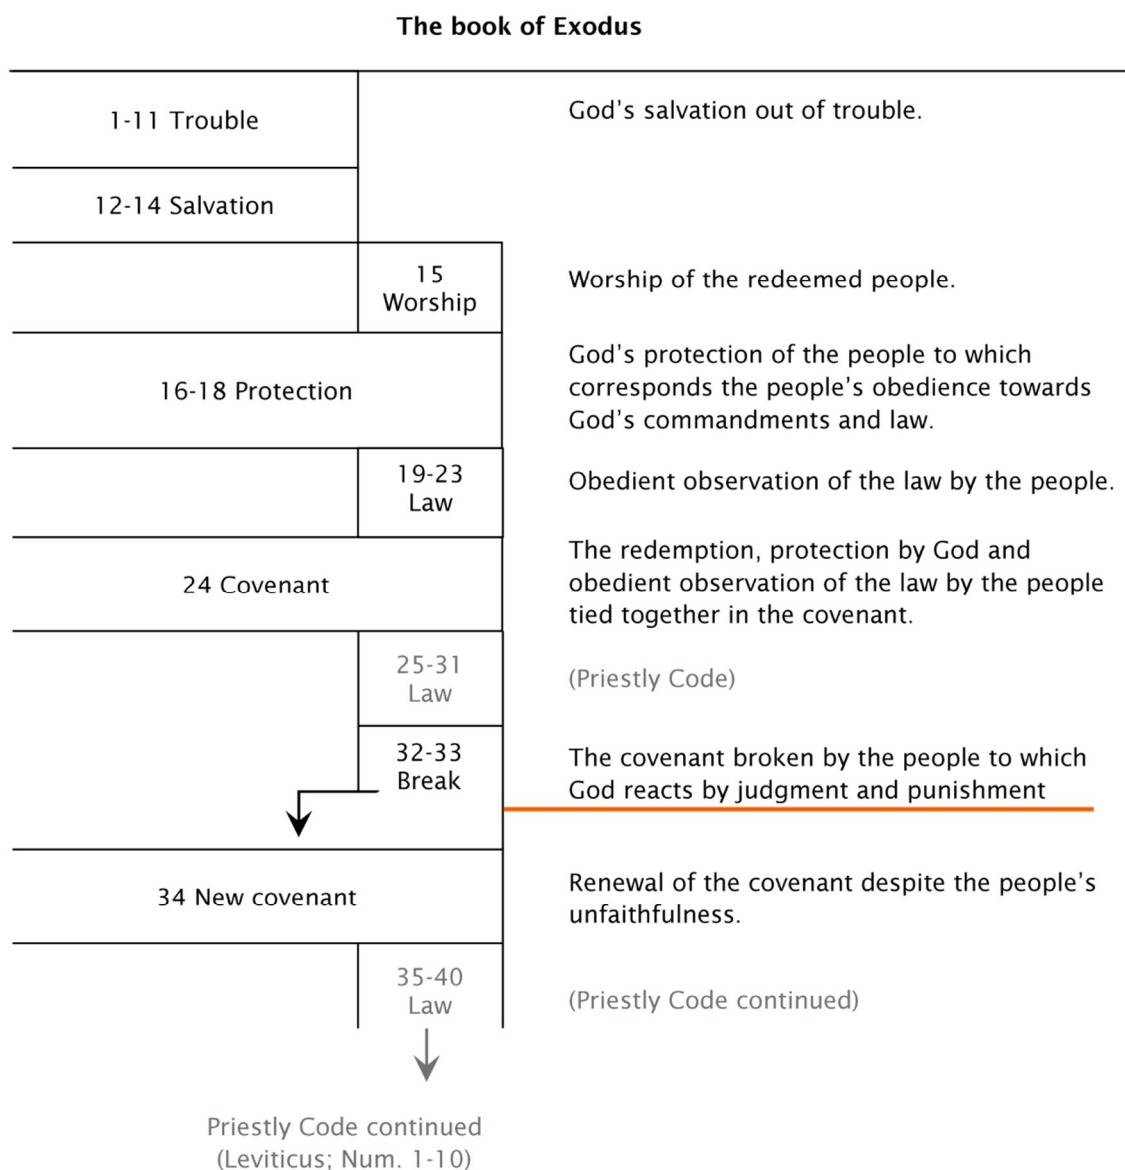 The book of Exodus
1-11 Trouble
God’s salvation out of trouble.
12-14 Salvation
15
Worship
Worship of the redeemed people.
16-18 Protection
God’s protection of the people to which
corresponds the people’s obedience towards
God’s commandments and law.
19-23
Law
Obedient observation of the law by the people.
24 Covenant
The redemption, protection by God and
obedient observation of the law by the people
tied together in the covenant.
25-31
Law
(Priestly Code)
32-33
Break
The covenant broken by the people to which
God reacts by judgment and punishment
34 New covenant
Renewal of the covenant despite the people’s
unfaithfulness.
35-40
Law
(Priestly Code continued)
Priestly Code continued
(Leviticus; Num. 1-10)